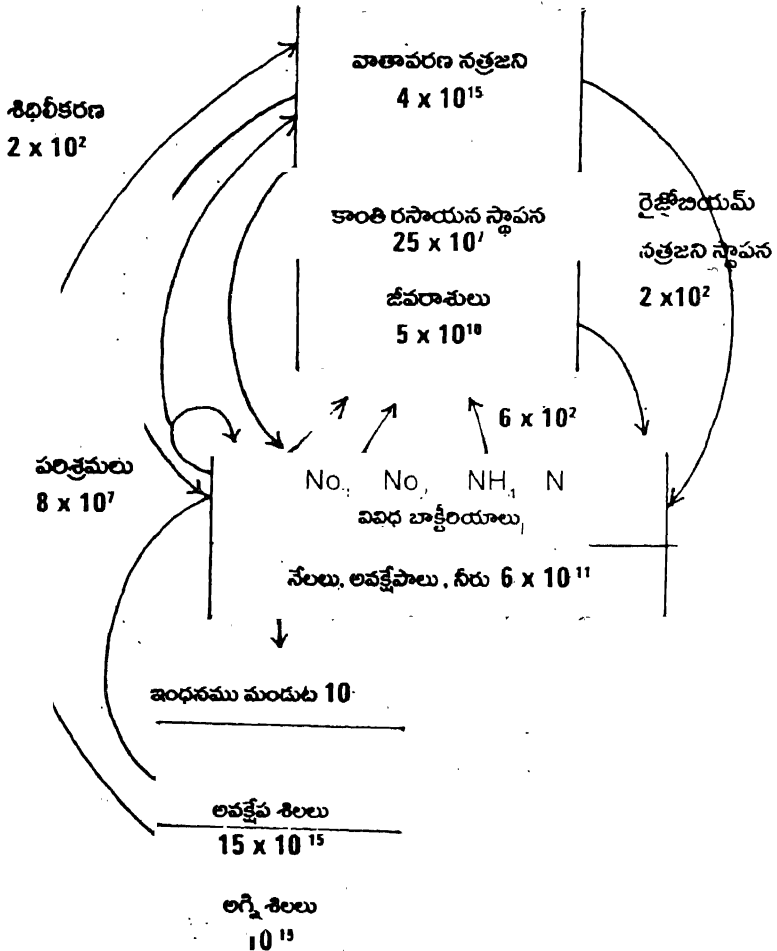 వాతావరణ నత్రజని
4 x 10¹⁵
శిధిలీకరణ
2 x 10²
కాంతి రసాయన స్థాపన
25 x 10⁷
రైజోబియమ్
నత్రజని స్థాపన
2 x10²
జీవరాశులు
5 x 10¹⁰
6 x 10²
పరిశ్రమలు
8 x 10⁷
No₃ No₂ NH₃ N
వివిధ బాక్టీరియాలు
నేలలు, అవక్షేపాలు , నీరు 6 x 10¹¹
ఇంధనము మండుట 10
అవక్షేప శిలలు
15 x 10¹⁵
అగ్ని శిలలు
10¹⁵